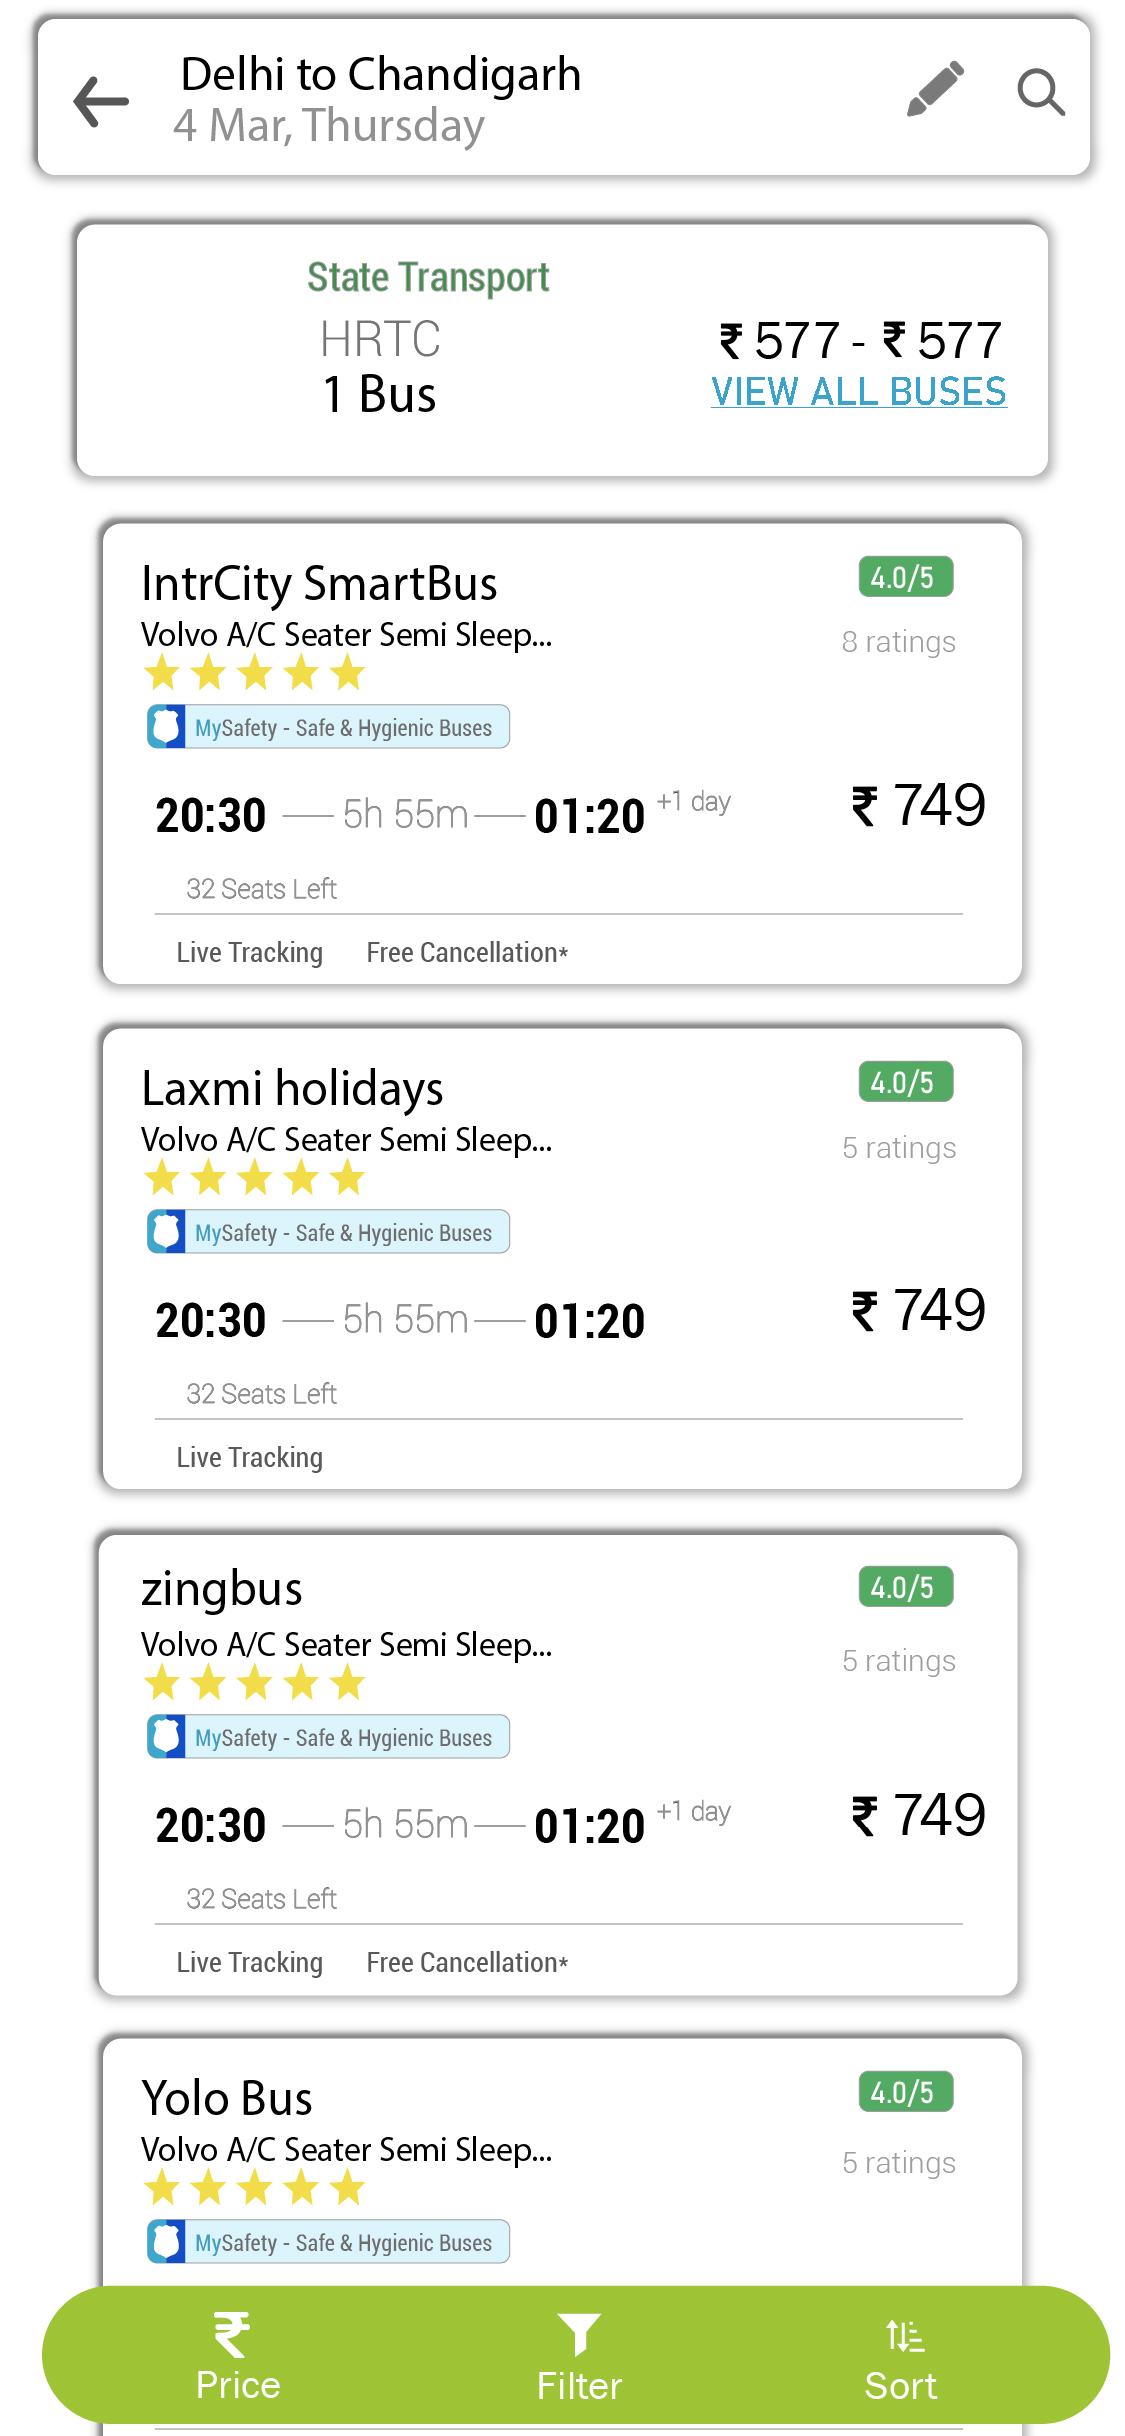 Delhi to Chandigarh
4 Mar, Thursday
State Transport
HRTC
₹ 577 - ₹ 577
1 Bus
VIEW ALL BUSES
IntrCity SmartBus
4.0/5
Volvo A/C Seater Semi Sleep...
8 ratings
MySafety - Safe & Hygienic Buses
20:30 — 5h 55m — 01:20 +1 day ₹ 749
32 Seats Left
Live Tracking Free Cancellation*
Laxmi holidays
4.0/5
Volvo A/C Seater Semi Sleep...
5 ratings
MySafety - Safe & Hygienic Buses
20:30 — 5h 55m — 01:20 ₹ 749
32 Seats Left
Live Tracking
zingbus
4.0/5
Volvo A/C Seater Semi Sleep...
5 ratings
MySafety - Safe & Hygienic Buses
20:30 — 5h 55m — 01:20 +1 day ₹ 749
32 Seats Left
Live Tracking Free Cancellation*
Yolo Bus
4.0/5
Volvo A/C Seater Semi Sleep...
5 ratings
MySafety - Safe & Hygienic Buses
₹
Price Filter Sort